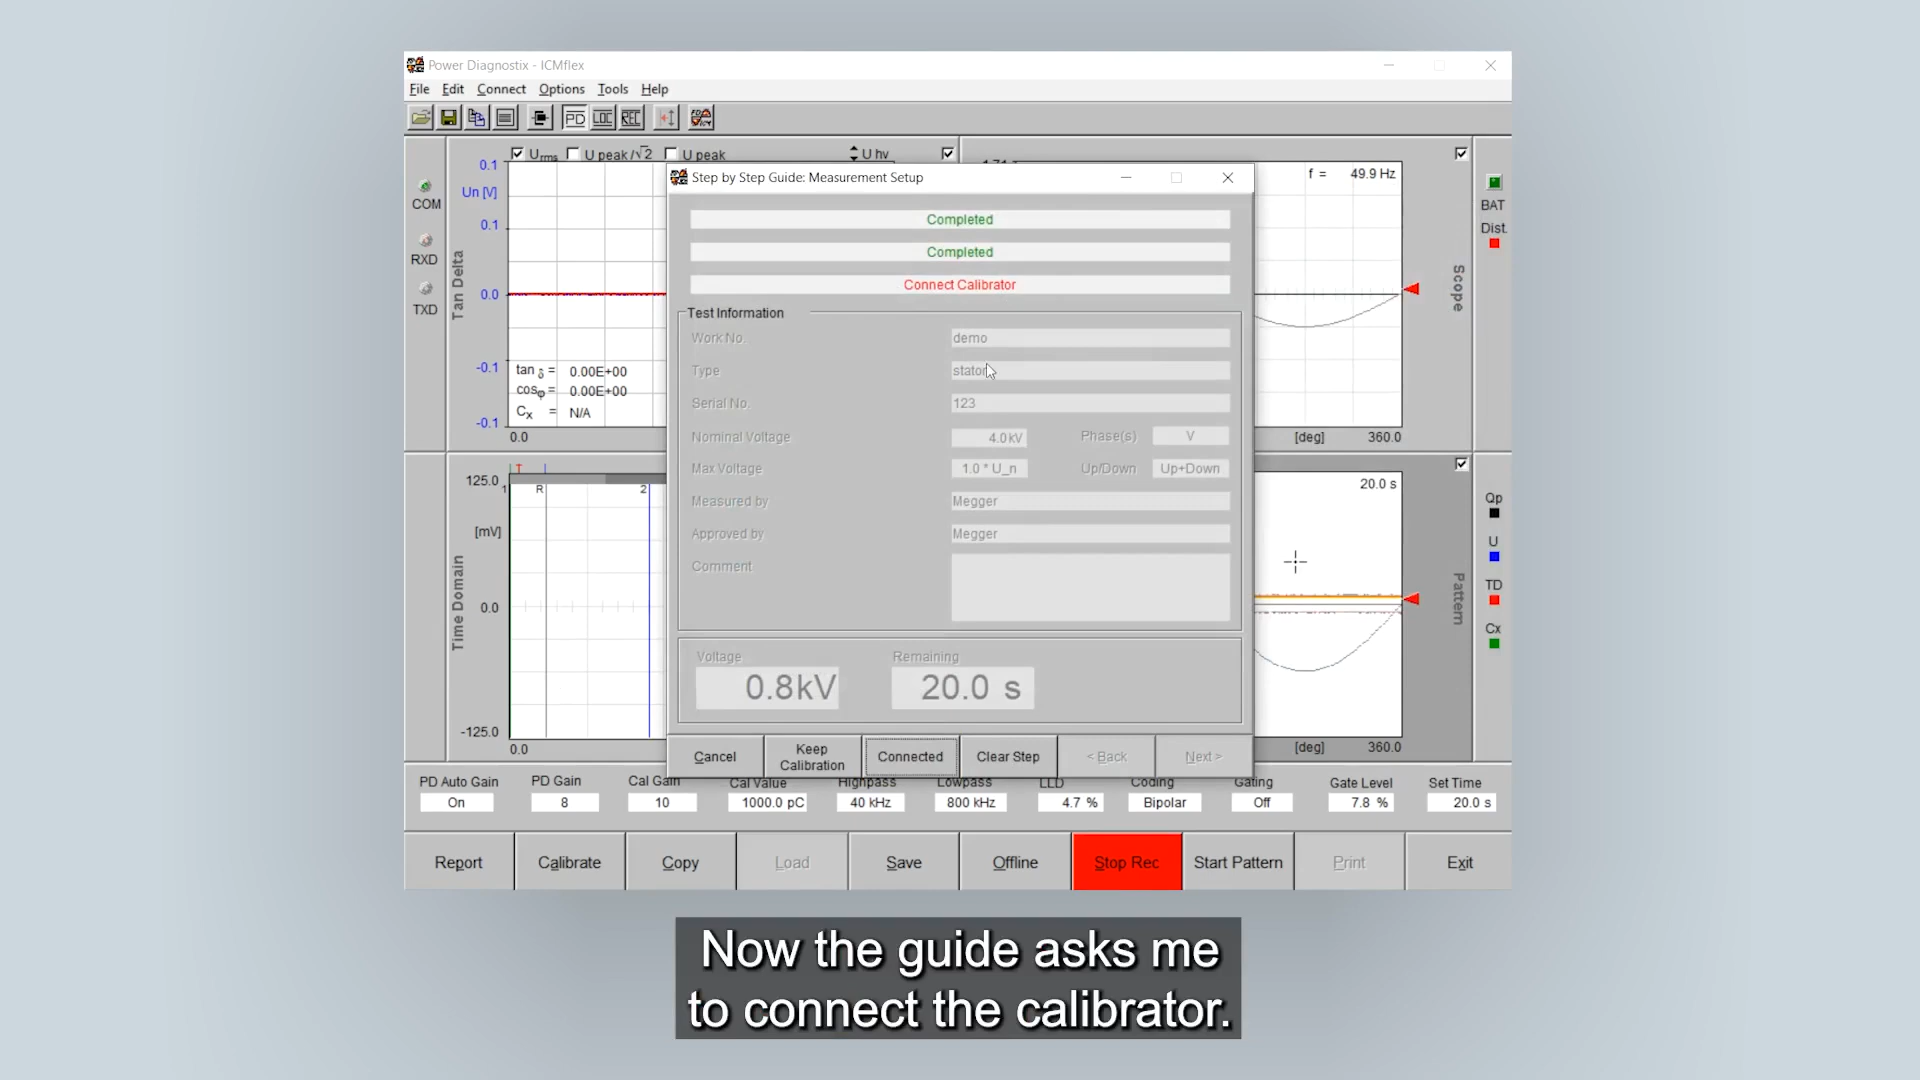 Power Diagnostix - ICMflex
File Edit Connect Options Tools Help
PD LOC REC
Urms U peak /√2 U peak U hv
Step by Step Guide: Measurement Setup
Completed
Completed
Connect Calibrator
Test Information
Work No. demo
Type stator
Serial No. 123
Nominal Voltage 4.0kV Phase(s) V
Max Voltage 1.0 * U_n Up/Down Up+Down
Measured by Megger
Approved by Megger
Comment
Voltage Remaining
0.8kV 20.0 s
Cancel Keep Calibration Connected Clear Step < Back Next >
COM
RXD
TXD
Tan Delta
0.1
Un [V]
0.1
0.0
-0.1
-0.1
tan δ = 0.00E+00
cosφ = 0.00E+00
Cx = N/A
0.0
f = 49.9 Hz
[deg] 360.0
Scope
BAT
Dist.
Time Domain
125.0
[mV]
0.0
-125.0
T
1 R 2
0.0
20.0 s
[deg] 360.0
Pattern
Qp
U
TD
Cx
PD Auto Gain PD Gain Cal Gain Cal Value Highpass Lowpass LLD Coding Gating Gate Level Set Time
On 8 10 1000.0 pC 40 kHz 800 kHz 4.7 % Bipolar Off 7.8 % 20.0 s
Report Calibrate Copy Load Save Offline Stop Rec Start Pattern Print Exit
Now the guide asks me
to connect the calibrator.